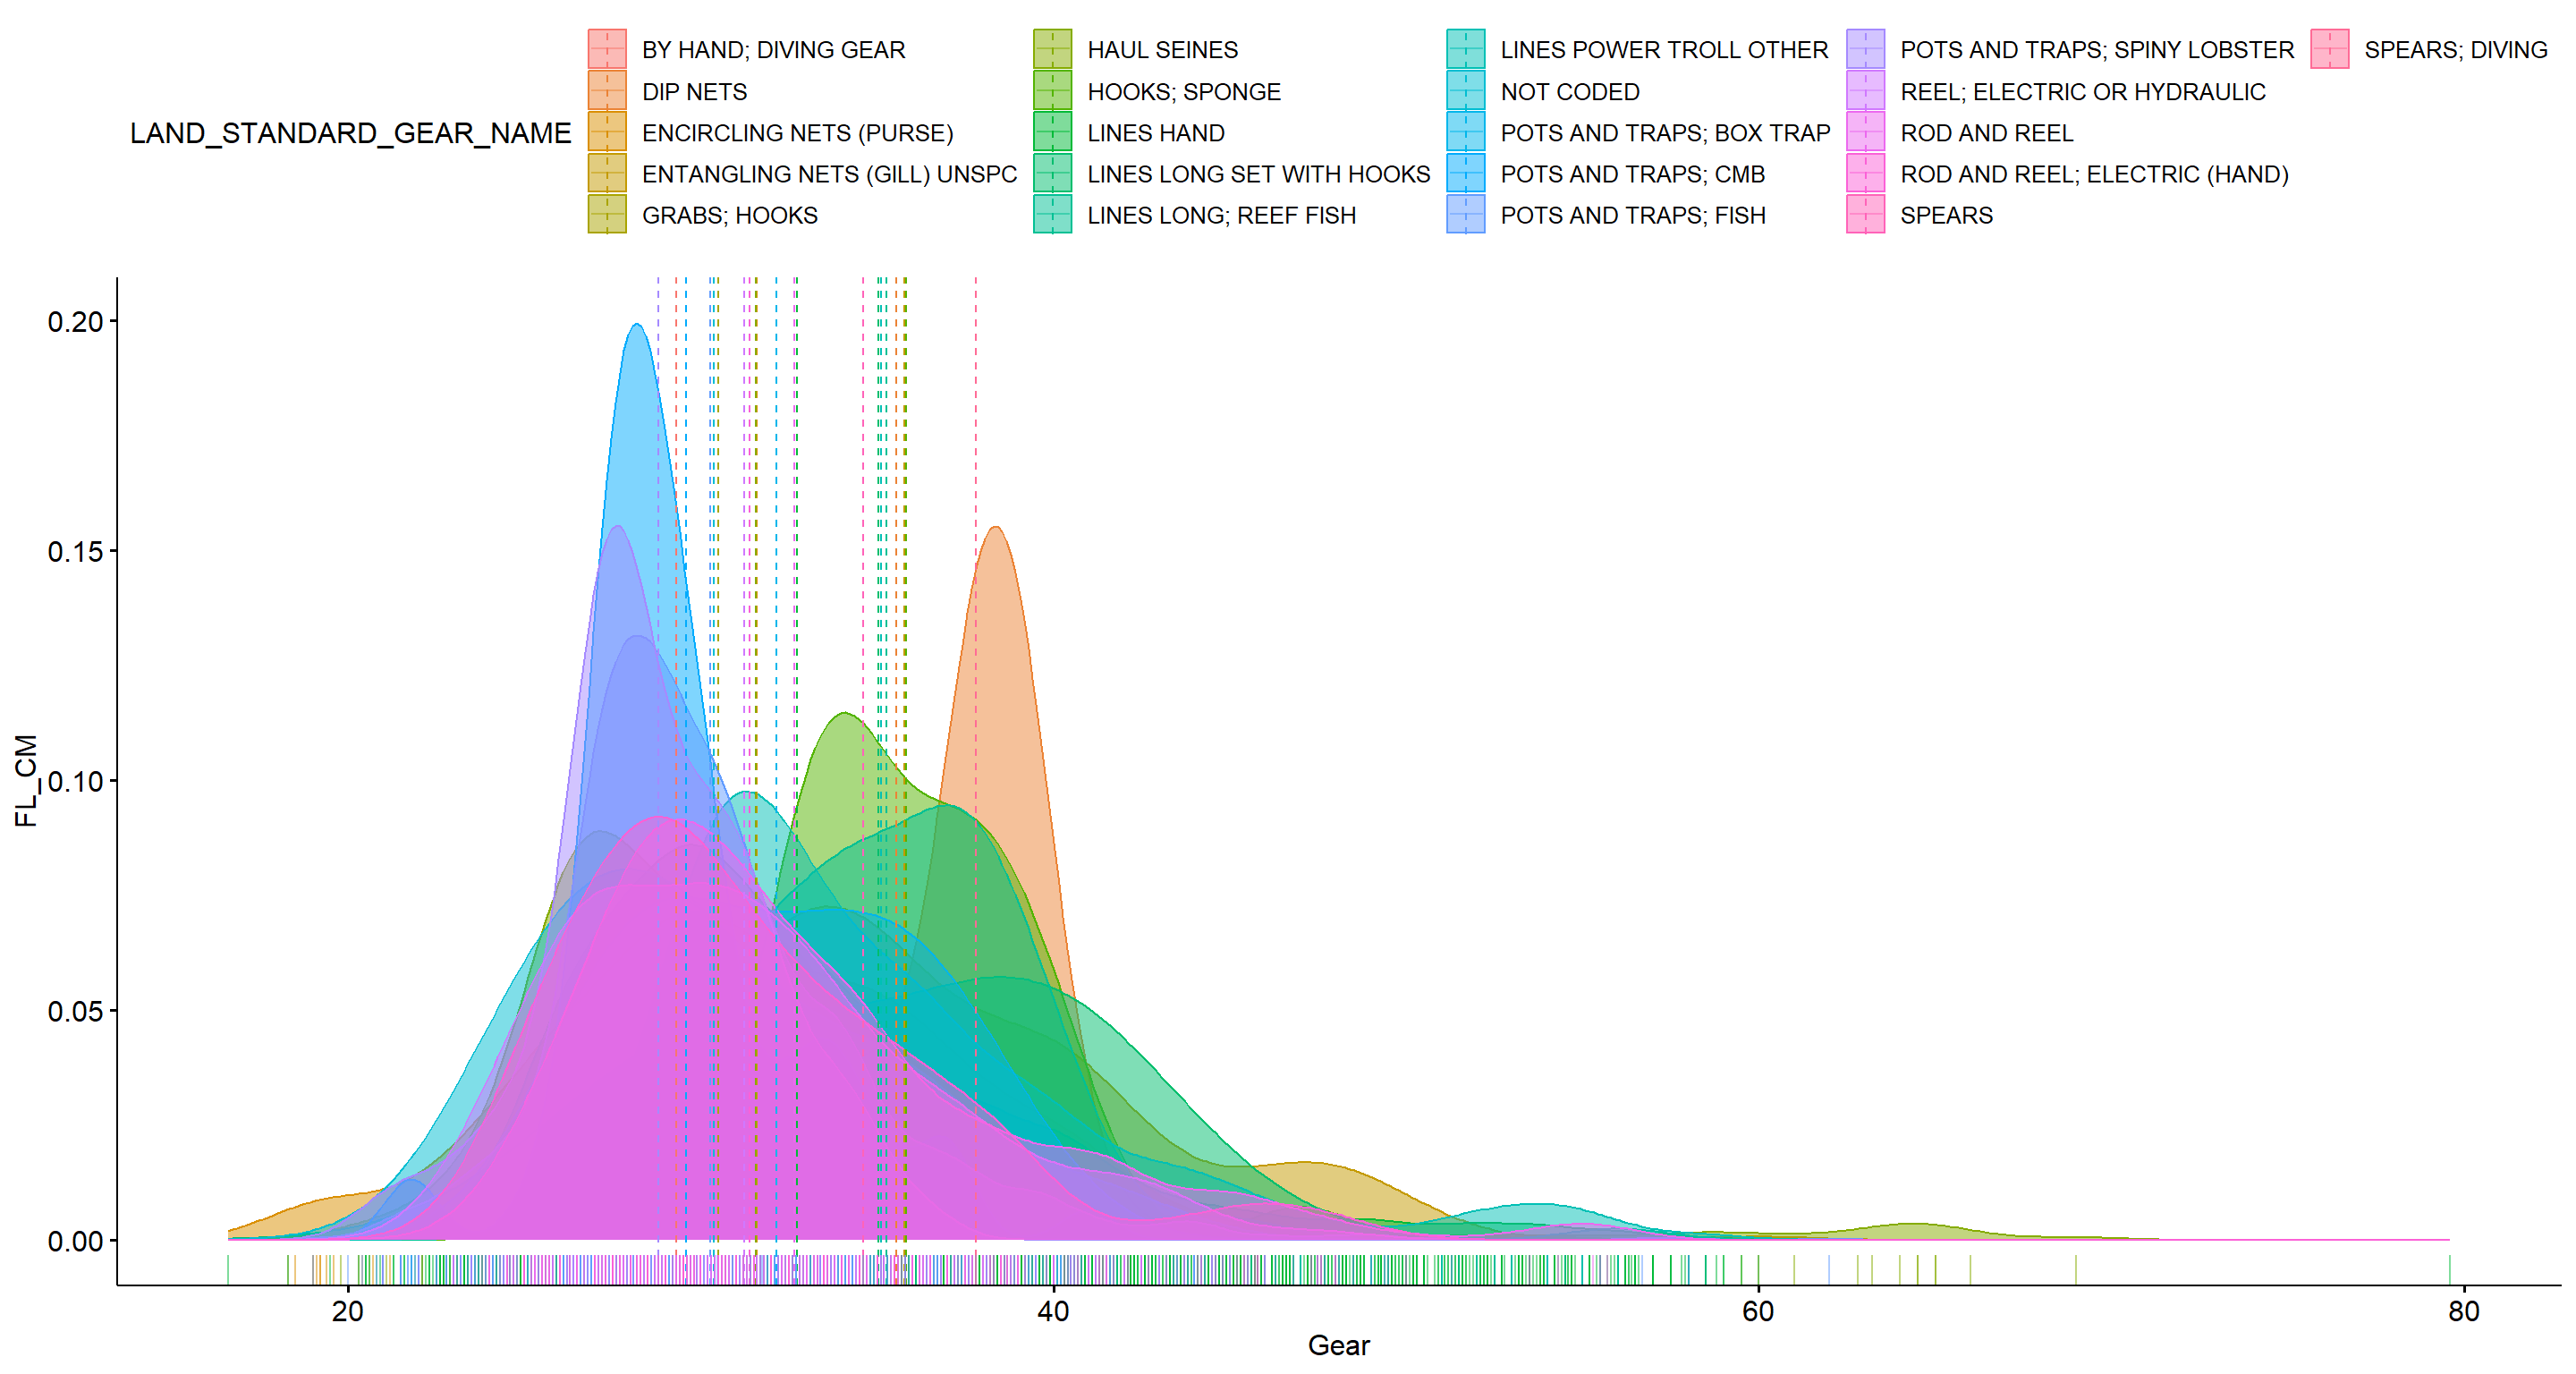 BY HAND; DIVING GEAR HAUL SEINES LINES POWER TROLL OTHER POTS AND TRAPS; SPINY LOBSTER SPEARS; DIVING
DIP NETS HOOKS; SPONGE NOT CODED REEL; ELECTRIC OR HYDRAULIC
LAND_STANDARD_GEAR_NAME ENCIRCLING NETS (PURSE) LINES HAND POTS AND TRAPS; BOX TRAP ROD AND REEL
ENTANGLING NETS (GILL) UNSPC LINES LONG SET WITH HOOKS POTS AND TRAPS; CMB ROD AND REEL; ELECTRIC (HAND)
GRABS; HOOKS LINES LONG; REEF FISH POTS AND TRAPS; FISH SPEARS
0.20
0.15
0.10
FL_CM
0.05
0.00
20 40 60 80
Gear